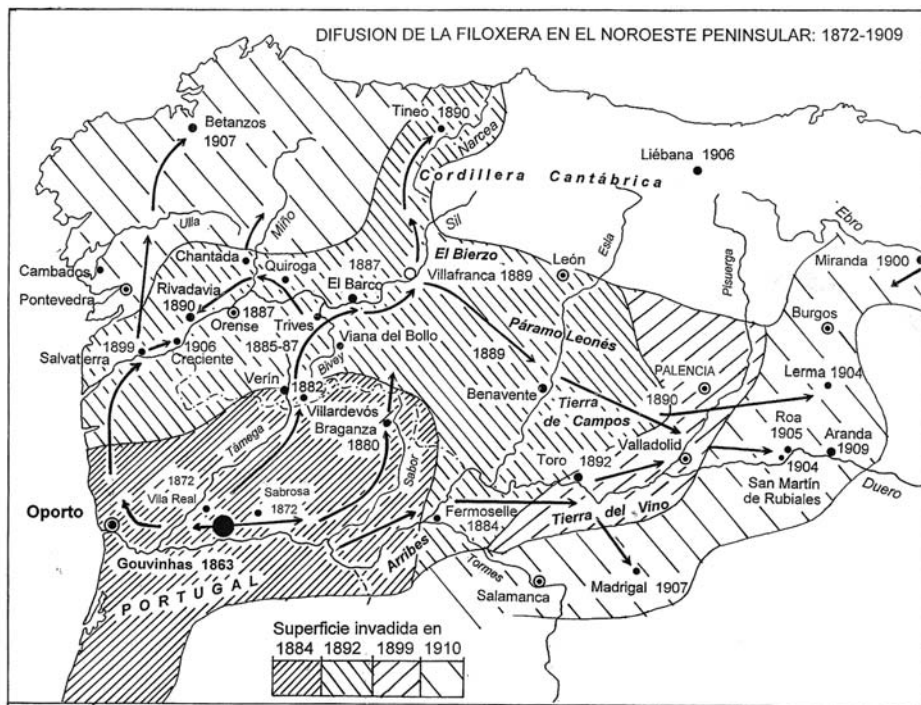 DIFUSION DE LA FILOXERA EN EL NOROESTE PENINSULAR: 1872-1909
Betanzos
1907
Tineo 1890
Narcea
Liébana 1906
Cordillera Cantábrica
Ulla
Miño
Sil
Esla
Pisuerga
Ebro
Cambados
Pontevedra
Chantada
Quiroga
1887
El Barco
El Bierzo
Villafranca 1889
León
Miranda 1900
Rivadavia
1890
Orense
1887
Trives
1885-87
Viana del Bollo
Bivey
Páramo Leonés
Burgos
Salvatierra
1899
1906
Creciente
Verín
1882
Villardevós
1889
Benavente
PALENCIA
1890
Lerma 1904
Tierra
de Campos
Valladolid
Roa
1905
Aranda
1909
1904
San Martín
de Rubiales
Duero
Braganza
1880
Támega
Sabor
Toro
1892
1872
Vila Real
Sabrosa
1872
Oporto
Gouvinhas 1863
PORTUGAL
Fermoselle
1884
Arribes
Tierra del Vino
Tormes
Salamanca
Madrigal 1907
Superficie invadida en
1884 1892 1899 1910